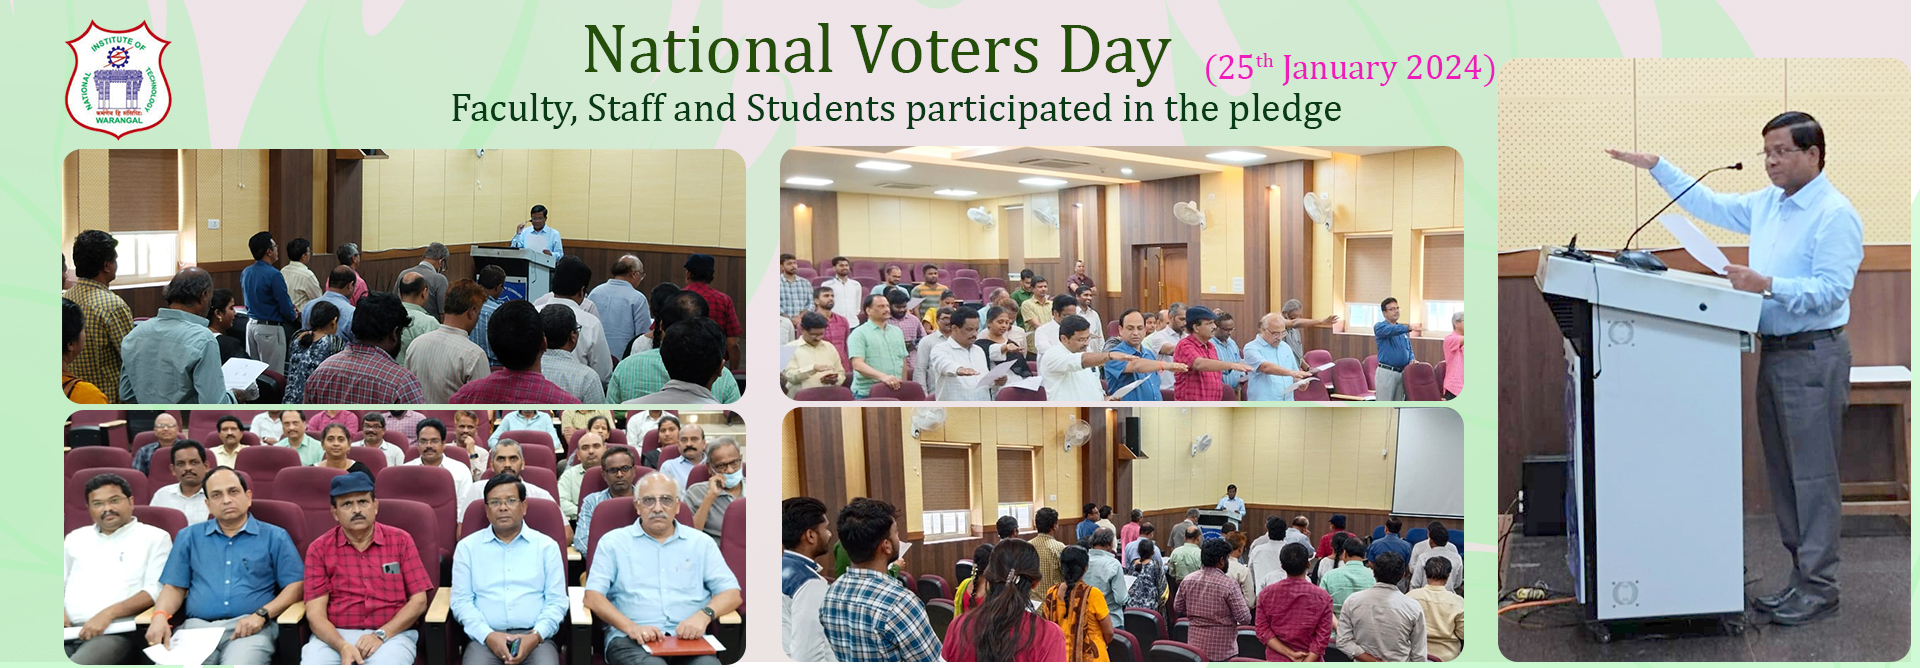 INSTITUTE OF
NATIONAL
TECHNOLOGY
WARANGAL
National Voters Day
(25th January 2024)
Faculty, Staff and Students participated in the pledge